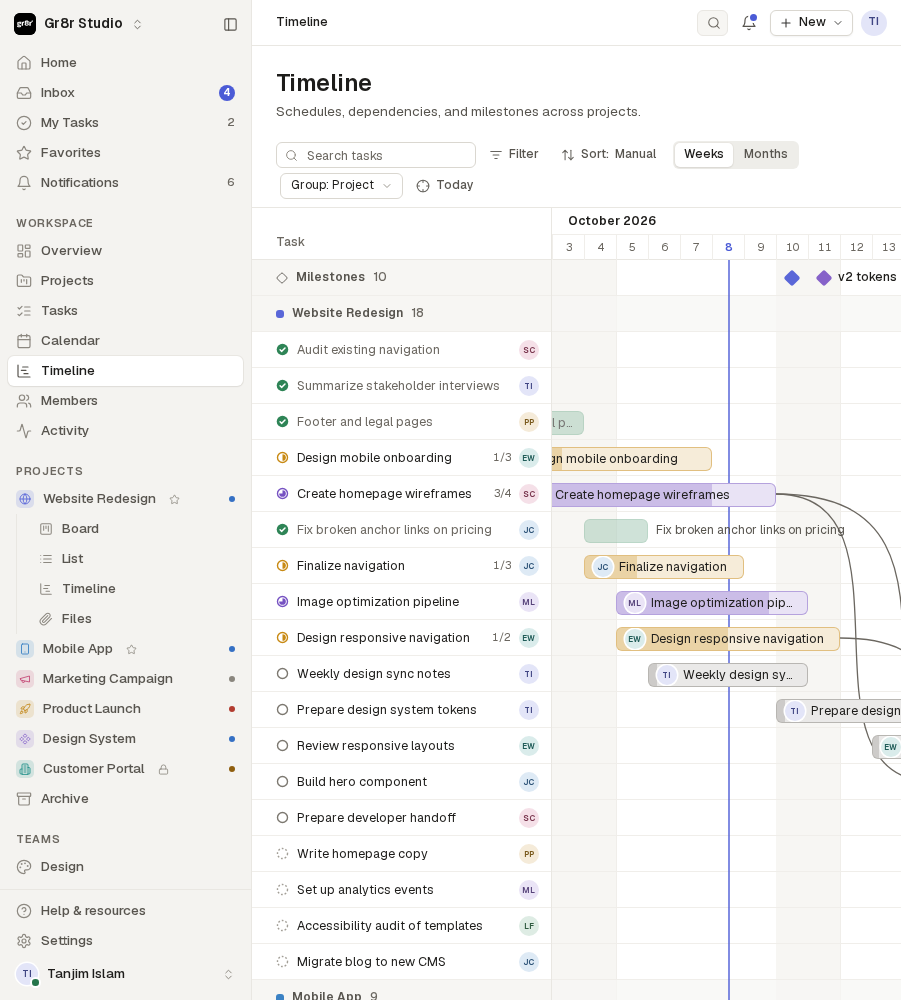 gr8r Gr8r Studio
Home
Inbox 4
My Tasks 2
Favorites
Notifications 6
WORKSPACE
Overview
Projects
Tasks
Calendar
Timeline
Members
Activity
PROJECTS
Website Redesign
Board
List
Timeline
Files
Mobile App
Marketing Campaign
Product Launch
Design System
Customer Portal
Archive
TEAMS
Design
Help & resources
Settings
TI Tanjim Islam
Timeline New TI
Timeline
Schedules, dependencies, and milestones across projects.
Search tasks Filter Sort: Manual Weeks Months
Group: Project Today
October 2026
Task 3 4 5 6 7 8 9 10 11 12 13
Milestones 10 v2 tokens
Website Redesign 18
Audit existing navigation SC
Summarize stakeholder interviews TI
Footer and legal pages PP l p…
Design mobile onboarding 1/3 EW gn mobile onboarding
Create homepage wireframes 3/4 SC Create homepage wireframes
Fix broken anchor links on pricing JC Fix broken anchor links on pricing
Finalize navigation 1/3 JC JC Finalize navigation
Image optimization pipeline ML ML Image optimization pip…
Design responsive navigation 1/2 EW EW Design responsive navigation
Weekly design sync notes TI TI Weekly design sy…
Prepare design system tokens TI TI Prepare design
Review responsive layouts EW EW
Build hero component JC
Prepare developer handoff SC
Write homepage copy PP
Set up analytics events ML
Accessibility audit of templates LF
Migrate blog to new CMS JC
Mobile App 9